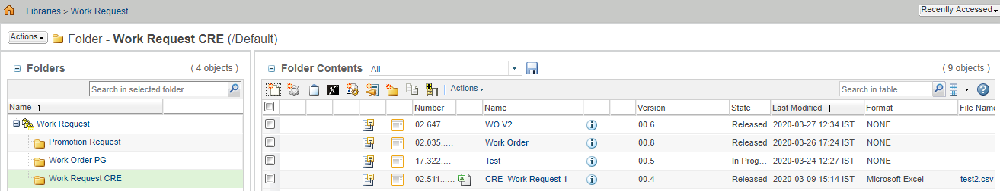 Libraries > Work Request
Recently Accessed
Actions Folder - Work Request CRE (/Default)
Folders ( 4 objects )
Search in selected folder
Name
Work Request
Promotion Request
Work Order PG
Work Request CRE
Folder Contents All ( 9 objects )
Actions Search in table
Number Name Version State Last Modified Format File Name
02.647..... WO V2 00.6 Released 2020-03-27 12:34 IST NONE
02.035..... Work Order 00.8 Released 2020-03-26 17:24 IST NONE
17.322..... Test 00.5 In Prog... 2020-03-24 12:27 IST NONE
02.511..... CRE_Work Request 1 00.4 Released 2020-03-09 15:14 IST Microsoft Excel test2.csv